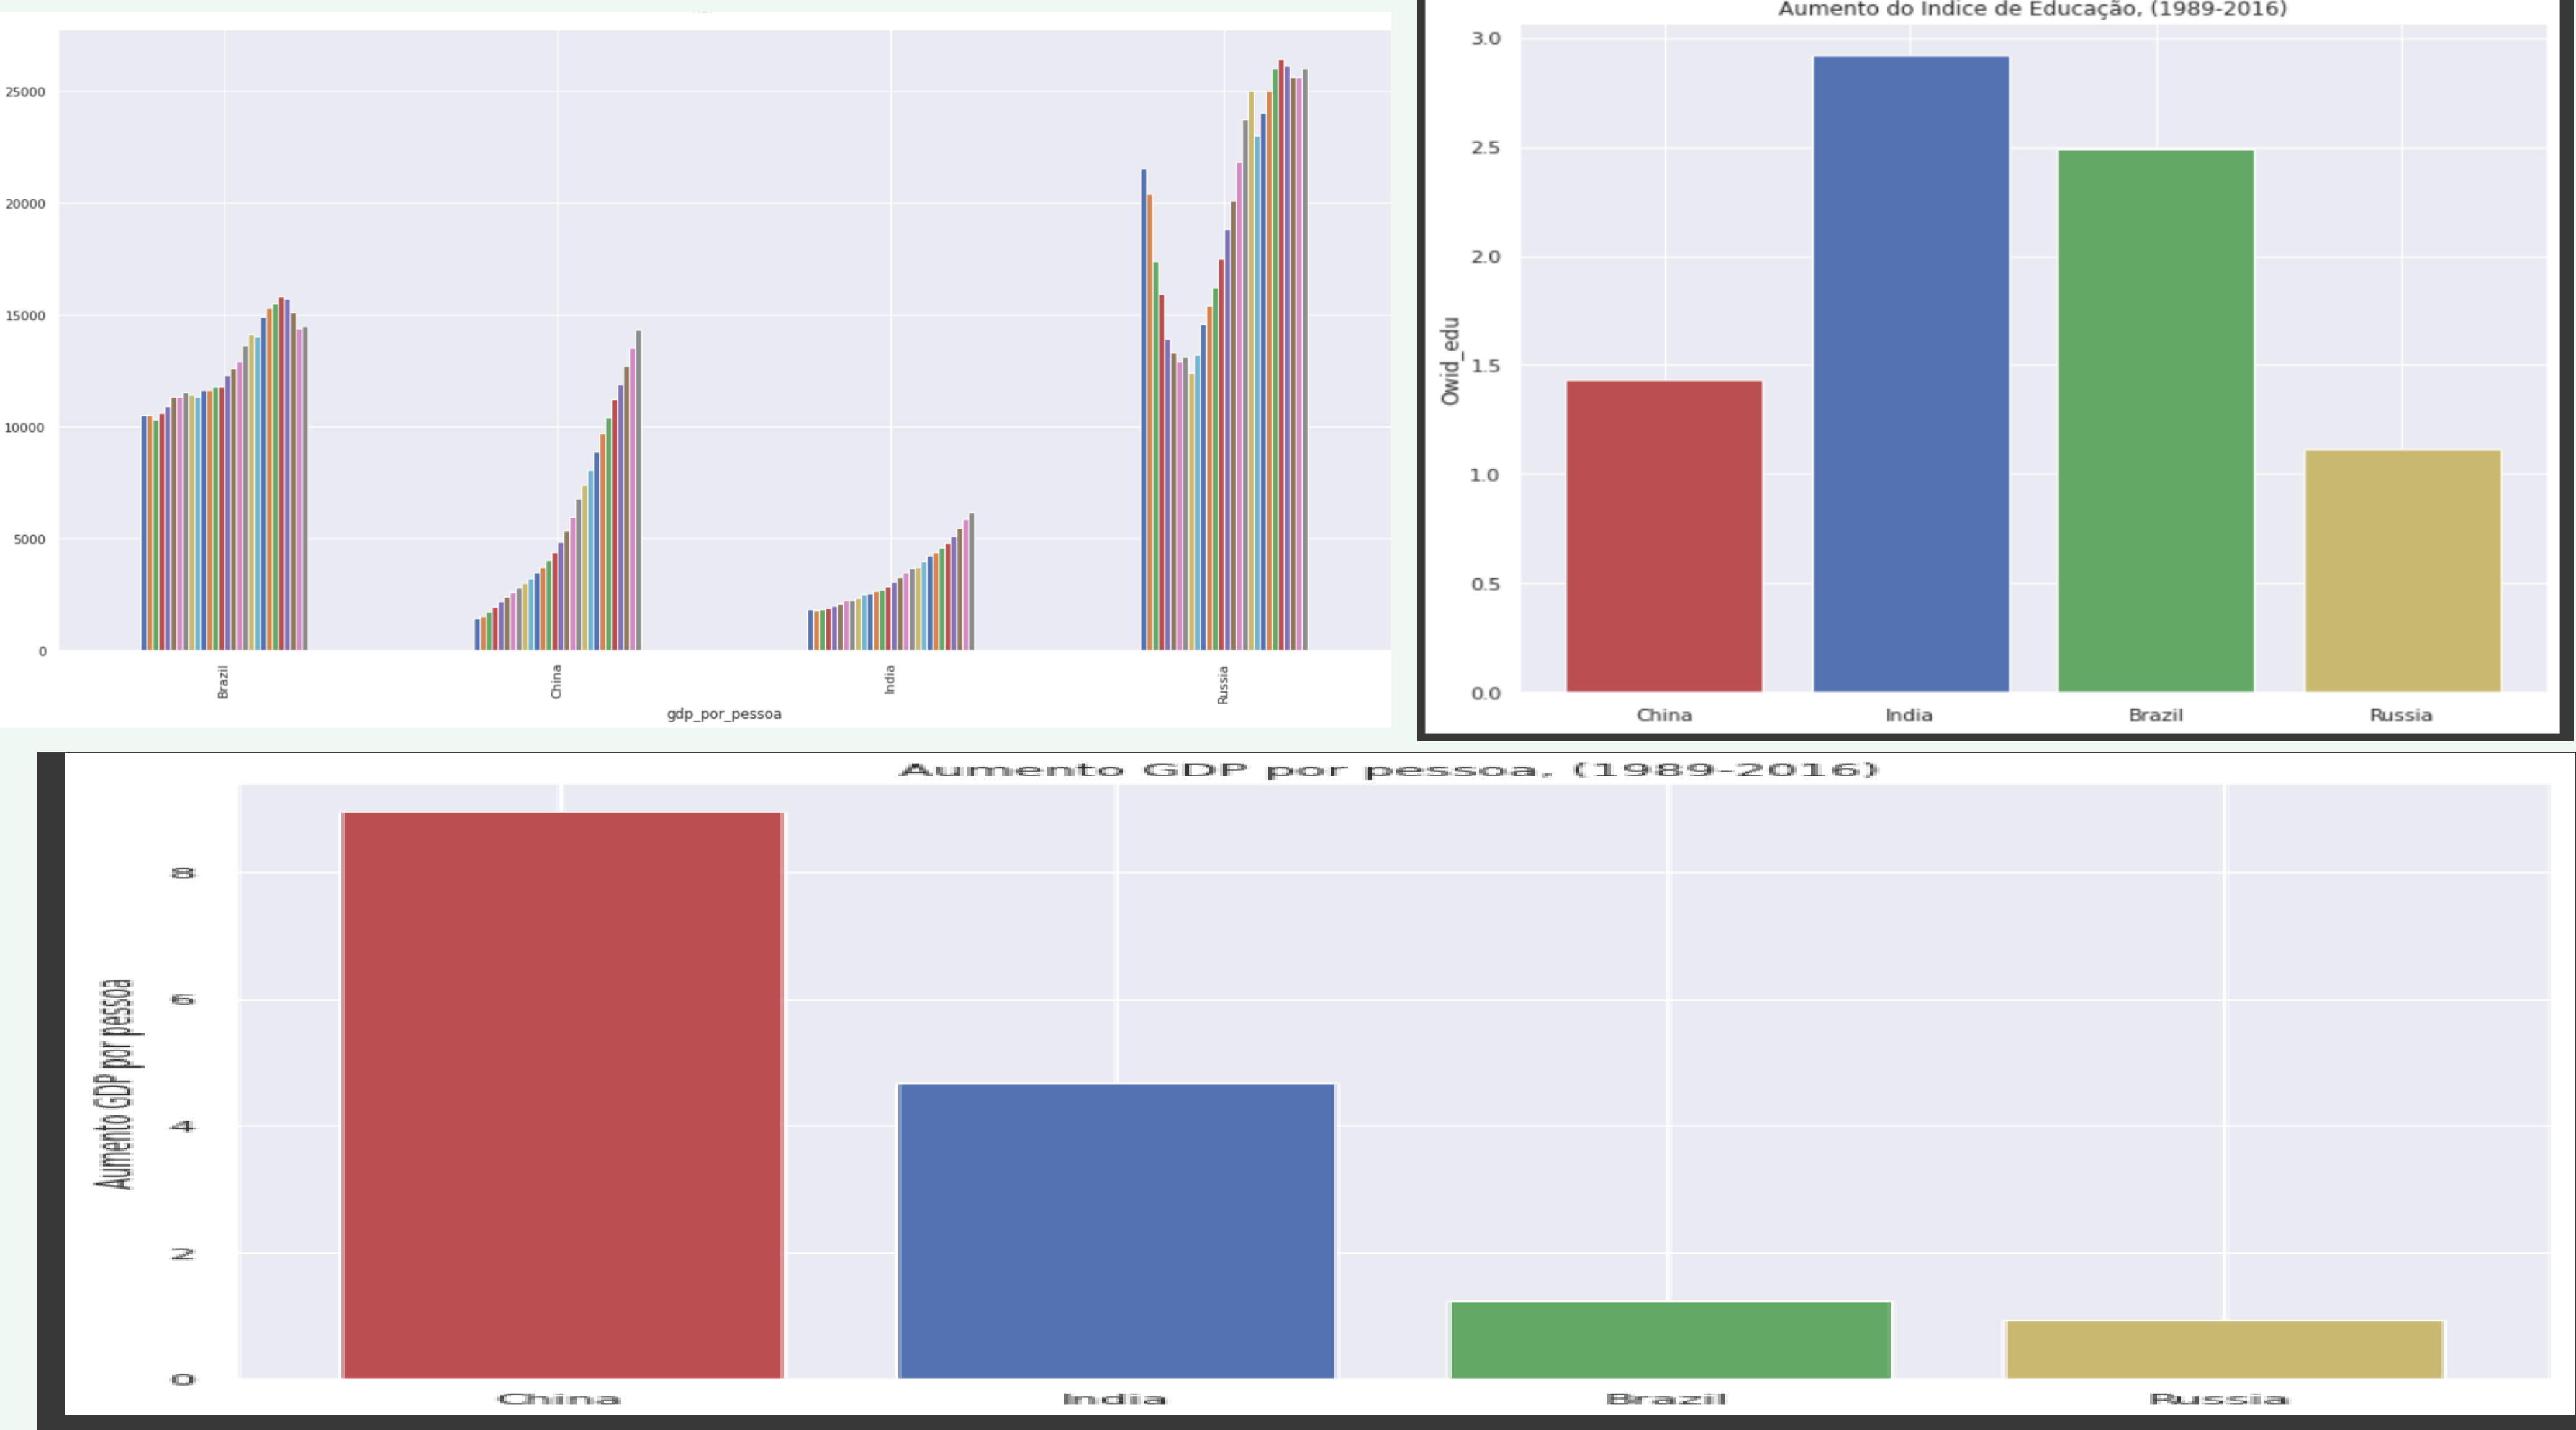 25000
20000
15000
10000
5000
0
Brazil
China
India
Russia
gdp_por_pessoa
Aumento do Indice de Educação, (1989-2016)
Owid_edu
3.0
2.5
2.0
1.5
1.0
0.5
0.0
China
India
Brazil
Russia
Aumento GDP por pessoa, (1989-2016)
Aumento GDP por pessoa
8
6
4
2
0
China
India
Brazil
Russia